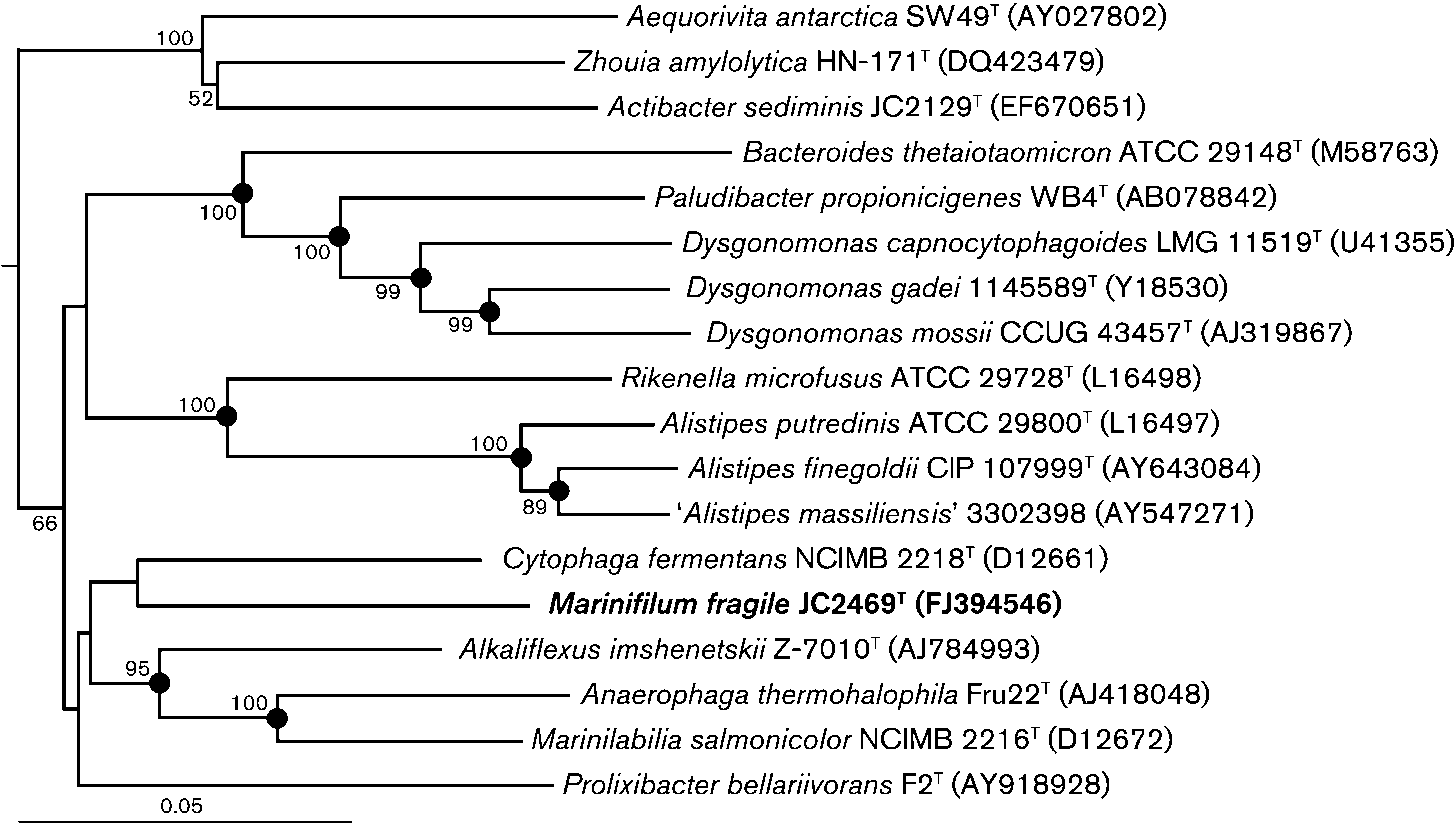 Aequorivita antarctica SW49ᵀ (AY027802)
100
Zhouia amylolytica HN-171ᵀ (DQ423479)
52
Actibacter sediminis JC2129ᵀ (EF670651)
Bacteroides thetaiotaomicron ATCC 29148ᵀ (M58763)
100
Paludibacter propionicigenes WB4ᵀ (AB078842)
100
Dysgonomonas capnocytophagoides LMG 11519ᵀ (U41355)
99
Dysgonomonas gadei 1145589ᵀ (Y18530)
99
Dysgonomonas mossii CCUG 43457ᵀ (AJ319867)
Rikenella microfusus ATCC 29728ᵀ (L16498)
100
Alistipes putredinis ATCC 29800ᵀ (L16497)
100
Alistipes finegoldii CIP 107999ᵀ (AY643084)
89
‘Alistipes massiliensis’ 3302398 (AY547271)
66
Cytophaga fermentans NCIMB 2218ᵀ (D12661)
Marinifilum fragile JC2469ᵀ (FJ394546)
Alkaliflexus imshenetskii Z-7010ᵀ (AJ784993)
95
Anaerophaga thermohalophila Fru22ᵀ (AJ418048)
100
Marinilabilia salmonicolor NCIMB 2216ᵀ (D12672)
Prolixibacter bellariivorans F2ᵀ (AY918928)
0.05